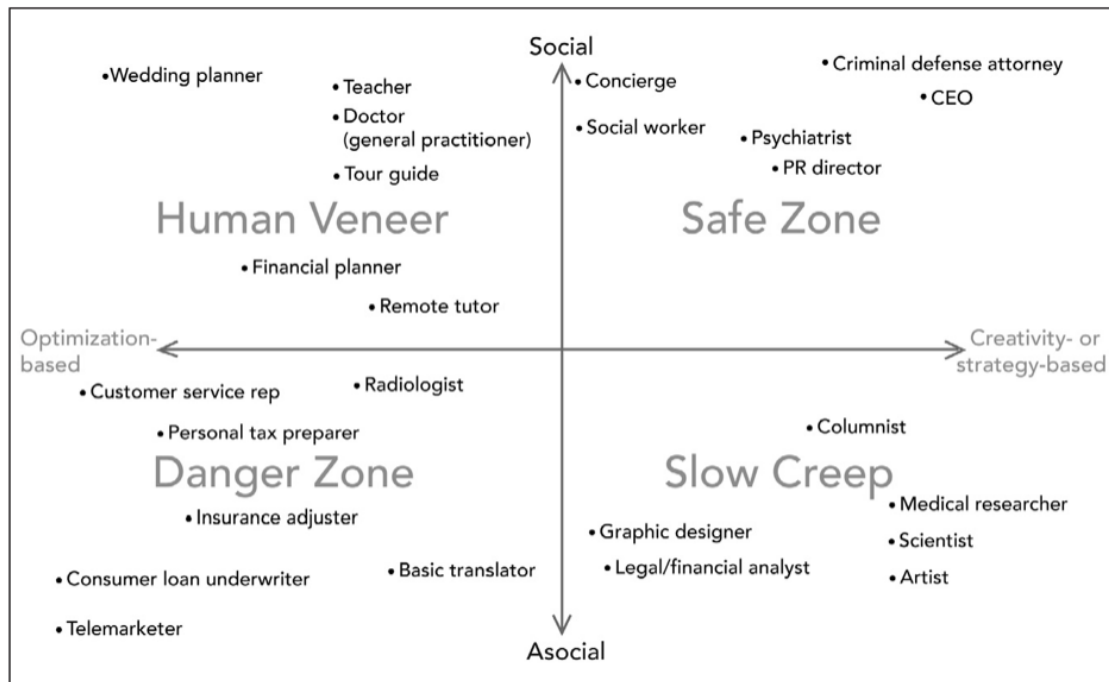 Social
•Wedding planner
•Teacher
•Doctor
(general practitioner)
•Tour guide
Human Veneer
•Financial planner
•Remote tutor
•Concierge
•Social worker
•Criminal defense attorney
•CEO
•Psychiatrist
•PR director
Safe Zone
Optimization-
based
Creativity- or
strategy-based
•Customer service rep
•Radiologist
•Personal tax preparer
Danger Zone
•Insurance adjuster
•Basic translator
•Consumer loan underwriter
•Telemarketer
•Columnist
Slow Creep
•Medical researcher
•Graphic designer
•Scientist
•Legal/financial analyst
•Artist
Asocial